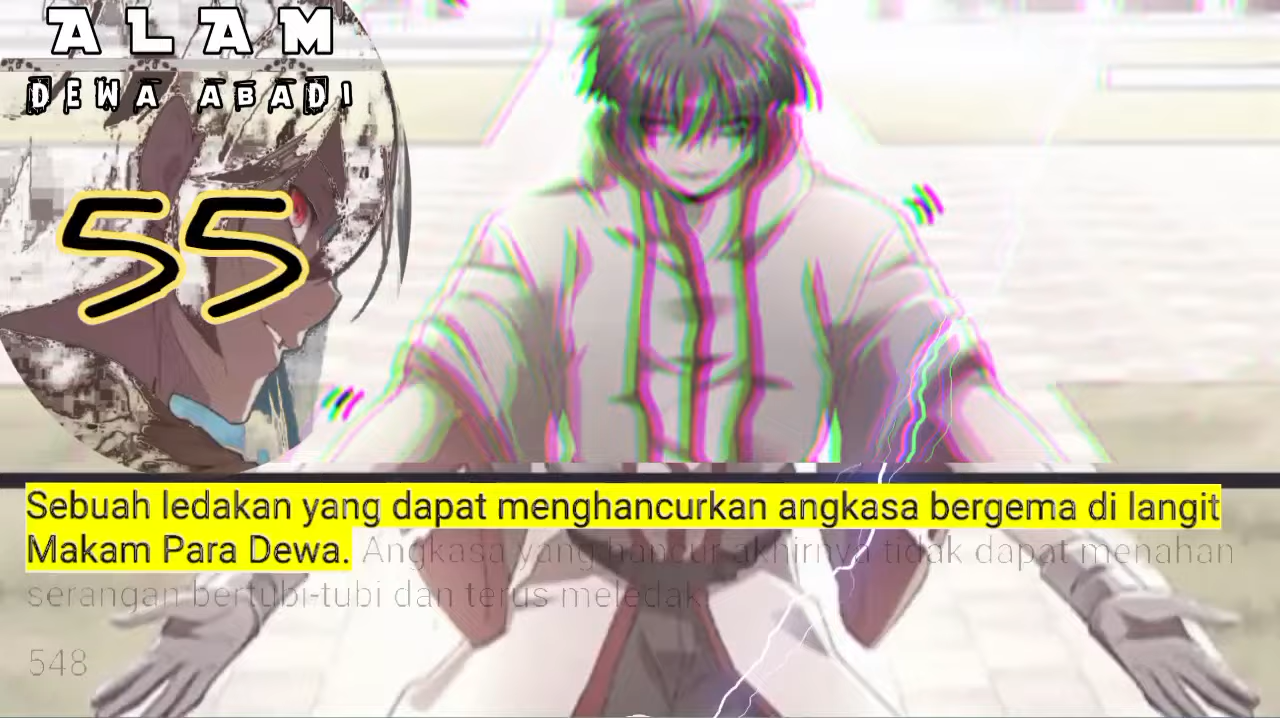 ALAM
DEWA ABADI
55
Sebuah ledakan yang dapat menghancurkan angkasa bergema di langit
Makam Para Dewa. Angkasa yang hancur akhirnya tidak dapat menahan
serangan bertubi-tubi dan terus meledak.
548